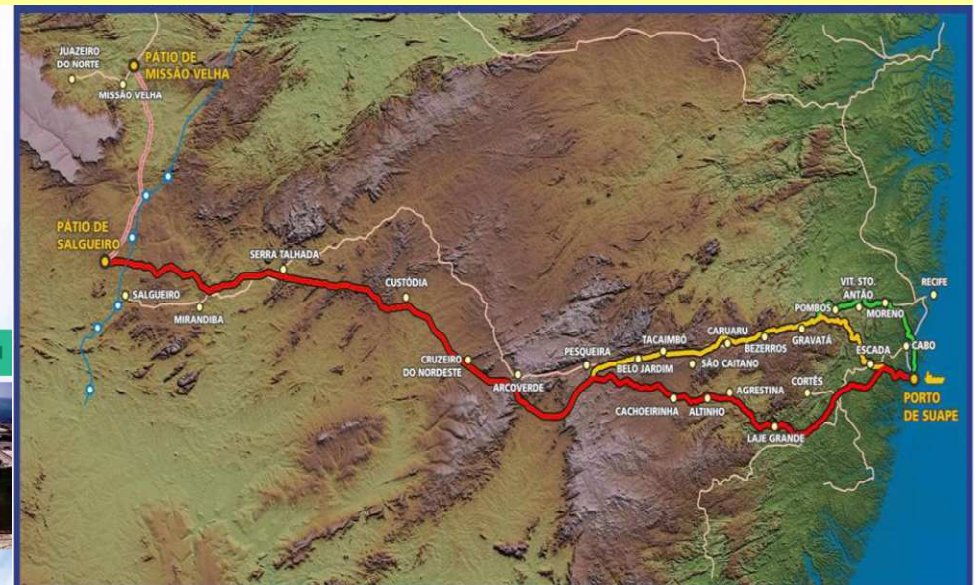 JUAZEIRO
DO NORTE
PÁTIO DE
MISSÃO VELHA
MISSÃO VELHA
PÁTIO DE
SALGUEIRO
SALGUEIRO
MIRANDIBA
SERRA TALHADA
CUSTÓDIA
CRUZEIRO
DO NORDESTE
ARCOVERDE
PESQUEIRA
BELO JARDIM
TACAIMBÓ
SÃO CAITANO
CARUARU
BEZERROS
GRAVATÁ
POMBOS
VIT. STO.
ANTÃO
MORENO
RECIFE
CABO
ESCADA
CORTÊS
AGRESTINA
CACHOEIRINHA
ALTINHO
LAJE GRANDE
PORTO
DE SUAPE